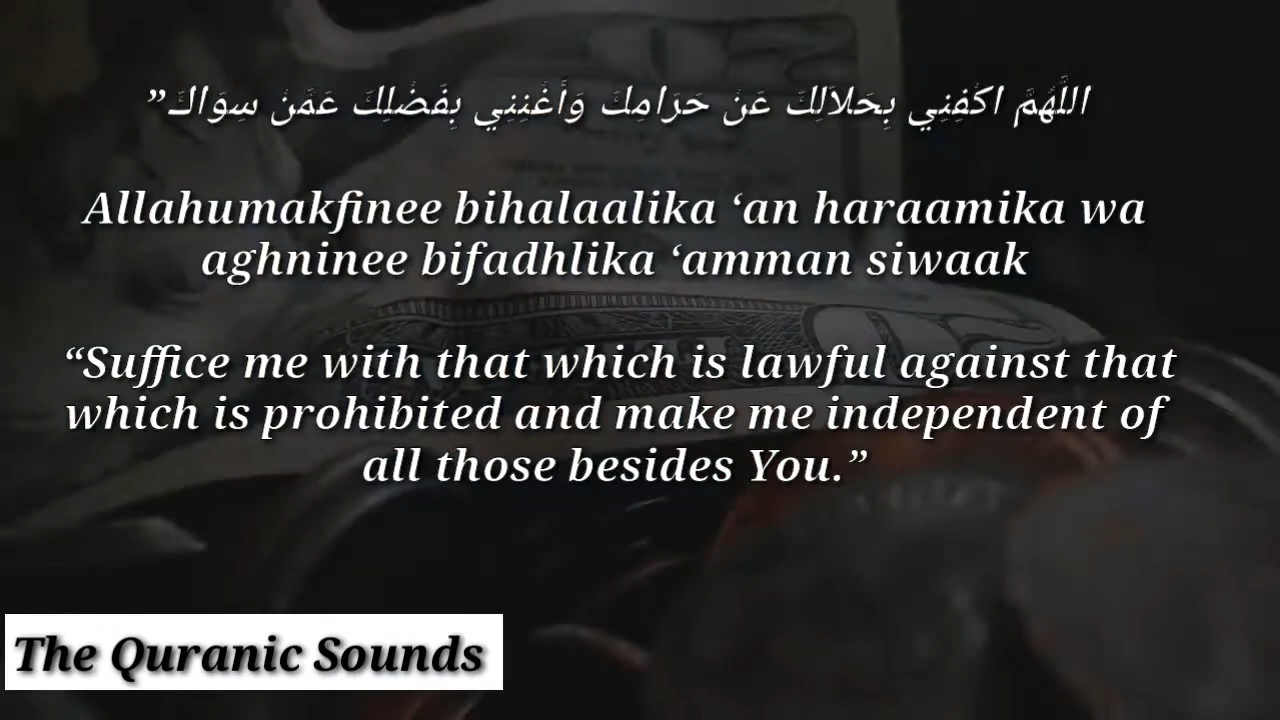 اللَّهُمَّ اكْفِنِي بِحَلاَلِكَ عَنْ حَرَامِكَ وَأَغْنِنِي بِفَضْلِكَ عَمَّنْ سِوَاكَ”
Allahumakfinee bihalaalika ‘an haraamika wa
aghninee bifadhlika ‘amman siwaak
“Suffice me with that which is lawful against that
which is prohibited and make me independent of
all those besides You.”
The Quranic Sounds